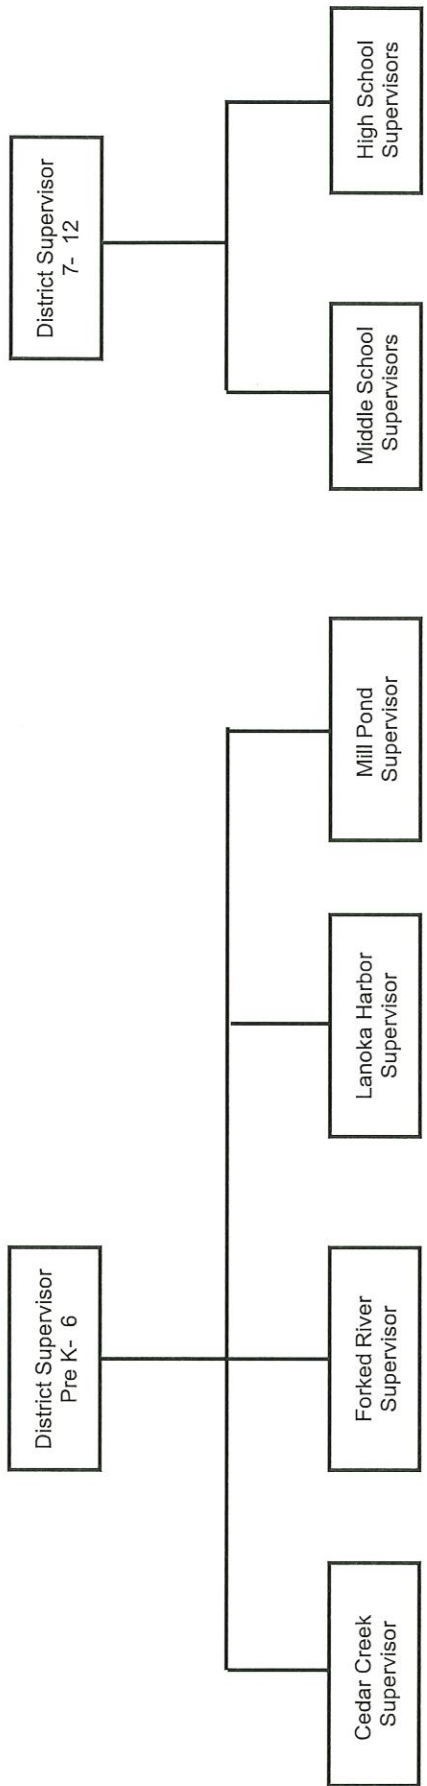 District Supervisor
Pre K- 6
District Supervisor
7- 12
Cedar Creek
Supervisor
Forked River
Supervisor
Lanoka Harbor
Supervisor
Mill Pond
Supervisor
Middle School
Supervisors
High School
Supervisors